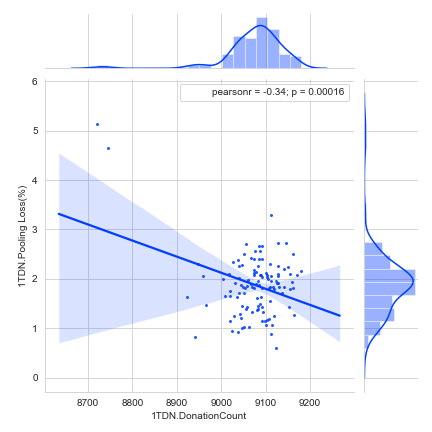 pearsonr = -0.34; p = 0.00016
6
5
4
3
2
1
0
1TDN.Pooling Loss(%)
8700 8800 8900 9000 9100 9200
1TDN.DonationCount